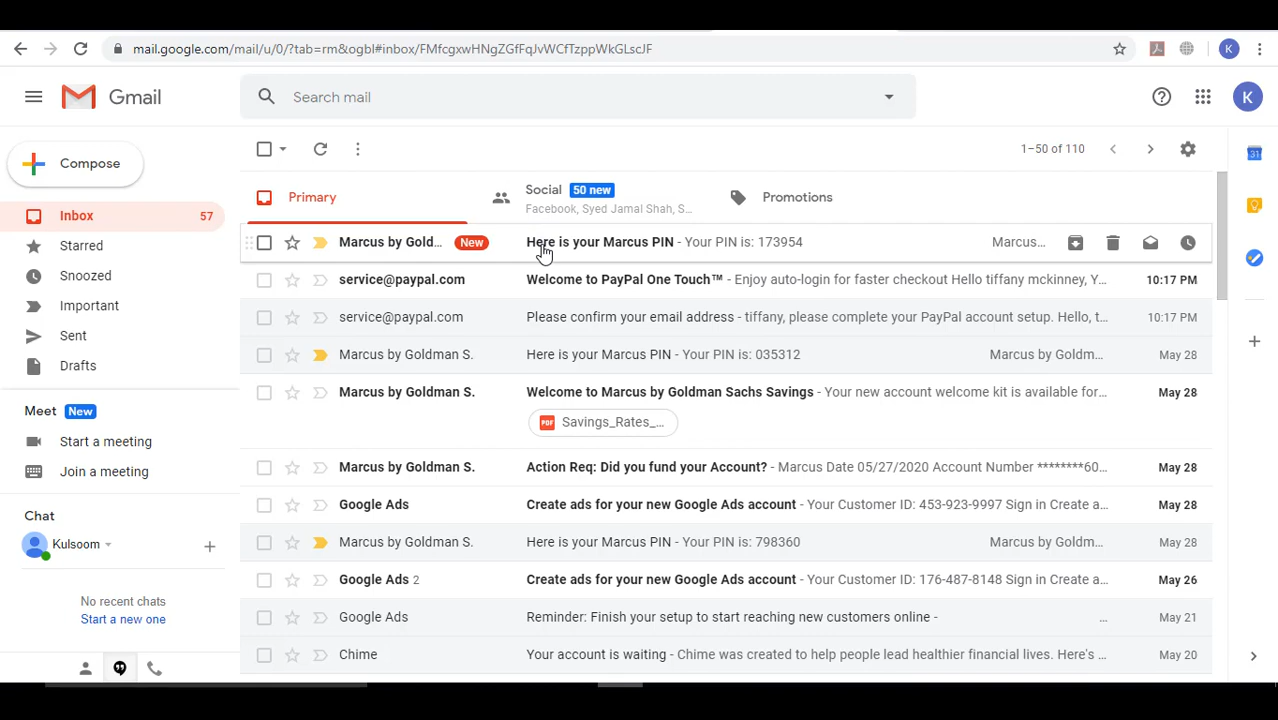 mail.google.com/mail/u/0/?tab=rm&ogbl#inbox/FMfcgxwHNgZGfFqJvWCfTzppWkGLscJF
K
Gmail
Search mail
K
Compose
1–50 of 110
31
Inbox 57
Starred
Snoozed
Important
Sent
Drafts
Meet New
Start a meeting
Join a meeting
Chat
Kulsoom
No recent chats
Start a new one
Primary
Social 50 new
Facebook, Syed Jamal Shah, S...
Promotions
Marcus by Gold... New Here is your Marcus PIN - Your PIN is: 173954 Marcus...
service@paypal.com Welcome to PayPal One Touch™ - Enjoy auto-login for faster checkout Hello tiffany mckinney, Y... 10:17 PM
service@paypal.com Please confirm your email address - tiffany, please complete your PayPal account setup. Hello, t... 10:17 PM
Marcus by Goldman S. Here is your Marcus PIN - Your PIN is: 035312 Marcus by Goldm... May 28
Marcus by Goldman S. Welcome to Marcus by Goldman Sachs Savings - Your new account welcome kit is available for... May 28
PDF Savings_Rates_...
Marcus by Goldman S. Action Req: Did you fund your Account? - Marcus Date 05/27/2020 Account Number ********60... May 28
Google Ads Create ads for your new Google Ads account - Your Customer ID: 453-923-9997 Sign in Create a... May 28
Marcus by Goldman S. Here is your Marcus PIN - Your PIN is: 798360 Marcus by Goldm... May 28
Google Ads 2 Create ads for your new Google Ads account - Your Customer ID: 176-487-8148 Sign in Create a... May 26
Google Ads Reminder: Finish your setup to start reaching new customers online - ... May 21
Chime Your account is waiting - Chime was created to help people lead healthier financial lives. Here's ... May 20